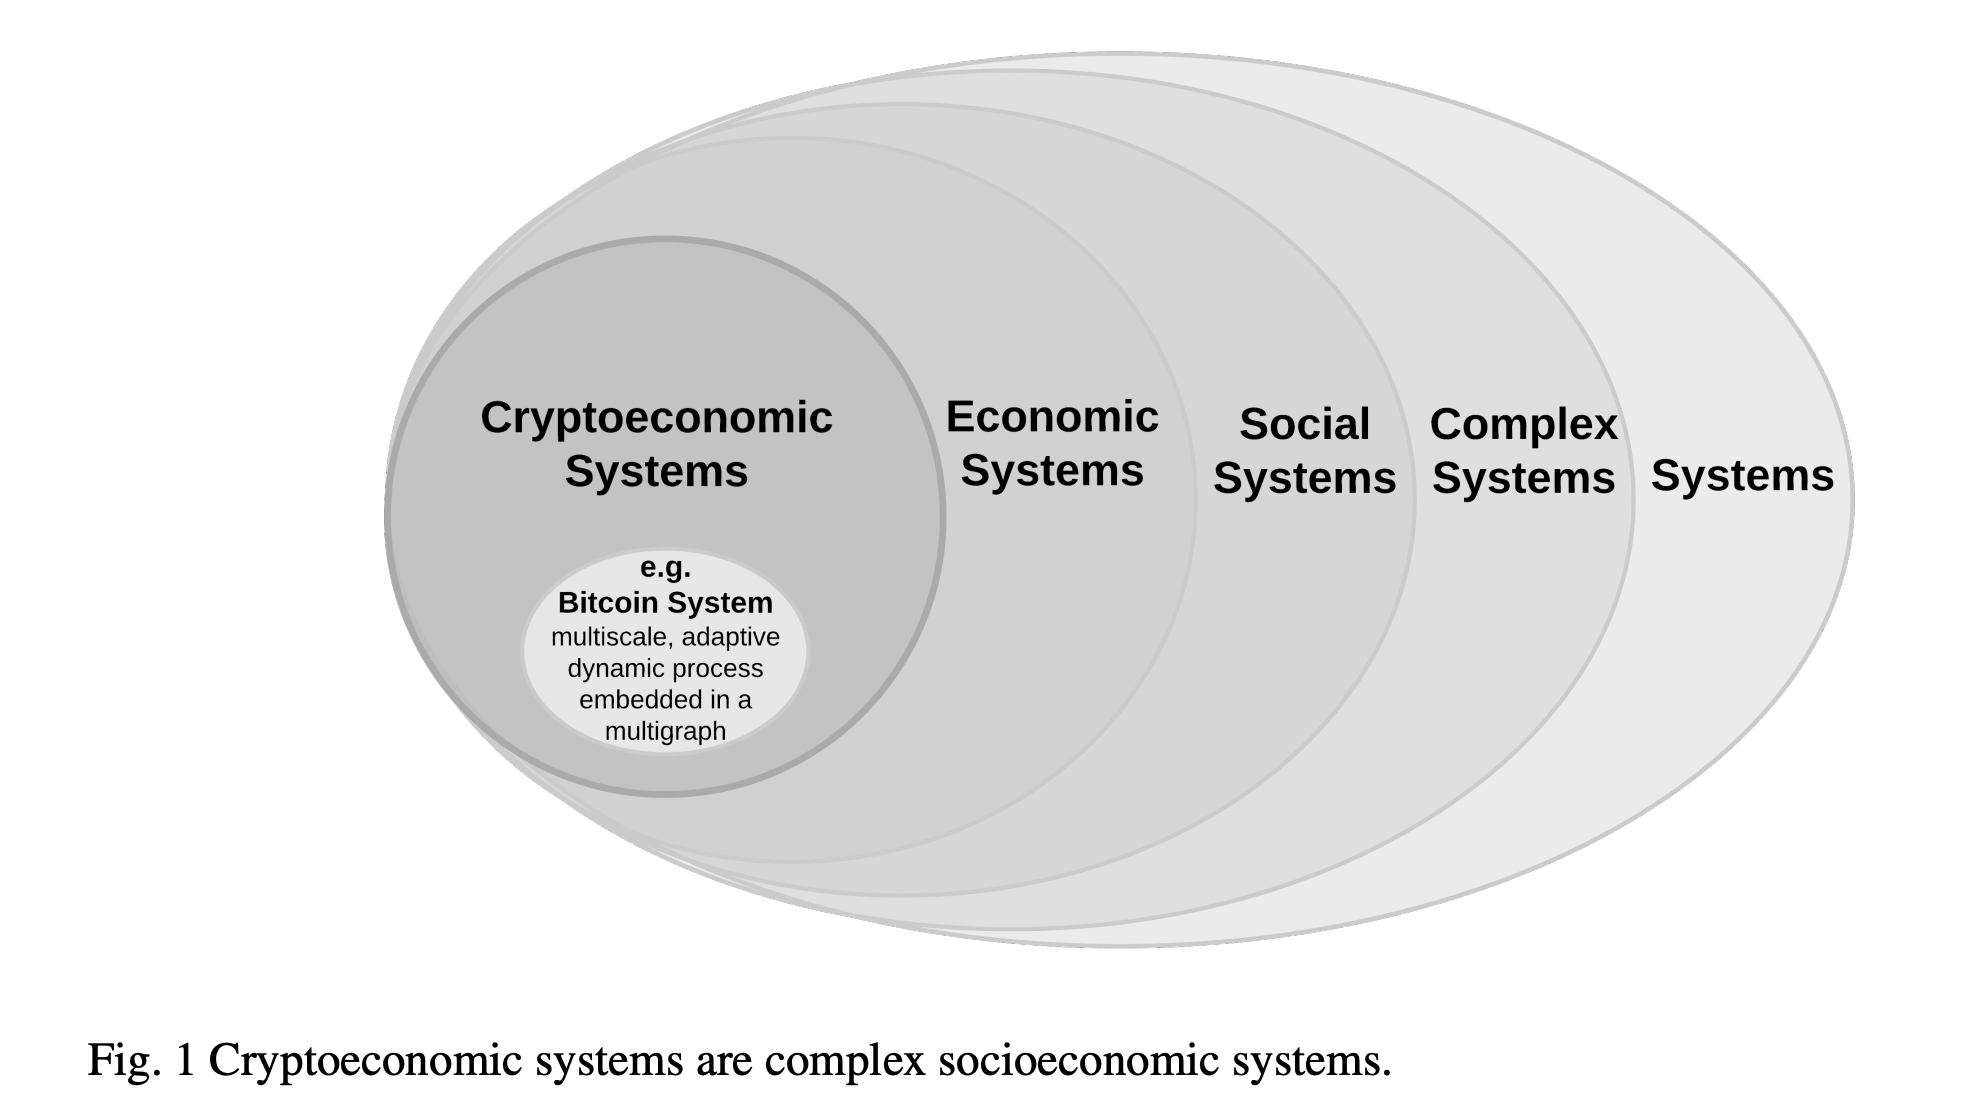 Cryptoeconomic
Systems
Economic
Systems
Social
Systems
Complex
Systems
Systems
e.g.
Bitcoin System
multiscale, adaptive
dynamic process
embedded in a
multigraph
Fig. 1 Cryptoeconomic systems are complex socioeconomic systems.